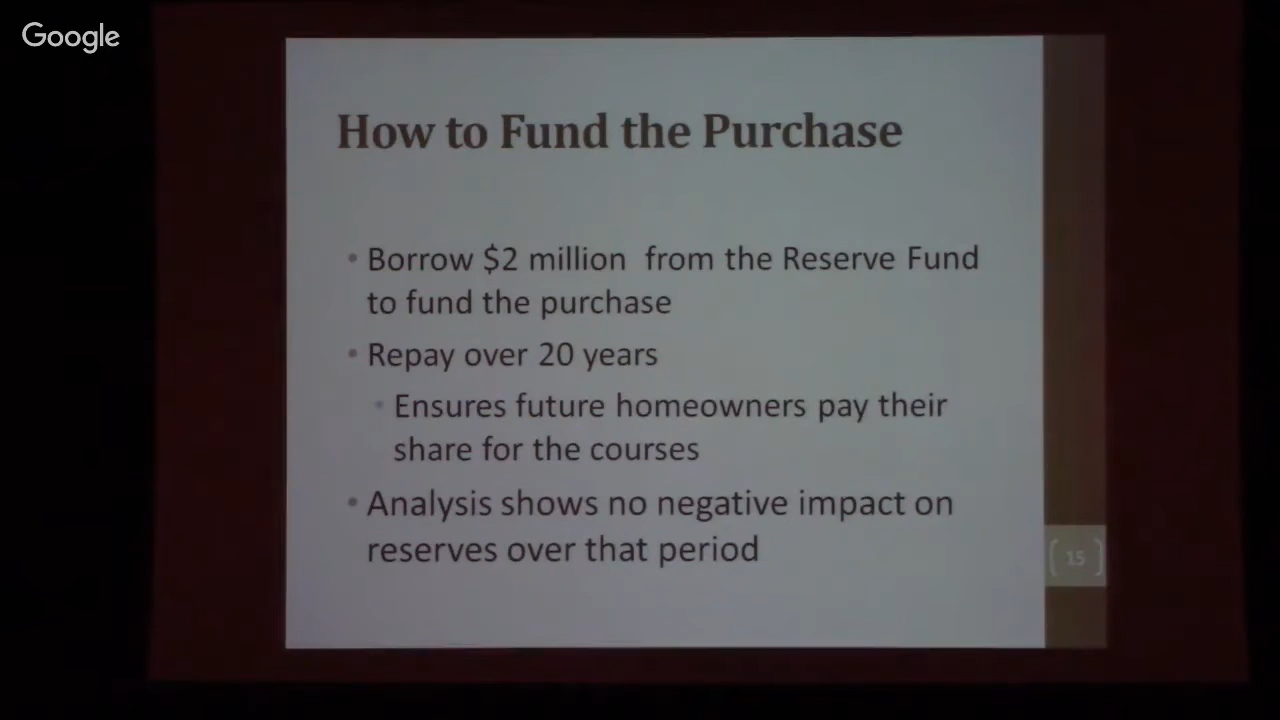 Google
How to Fund the Purchase
• Borrow $2 million from the Reserve Fund
to fund the purchase
• Repay over 20 years
• Ensures future homeowners pay their
share for the courses
• Analysis shows no negative impact on
reserves over that period
15